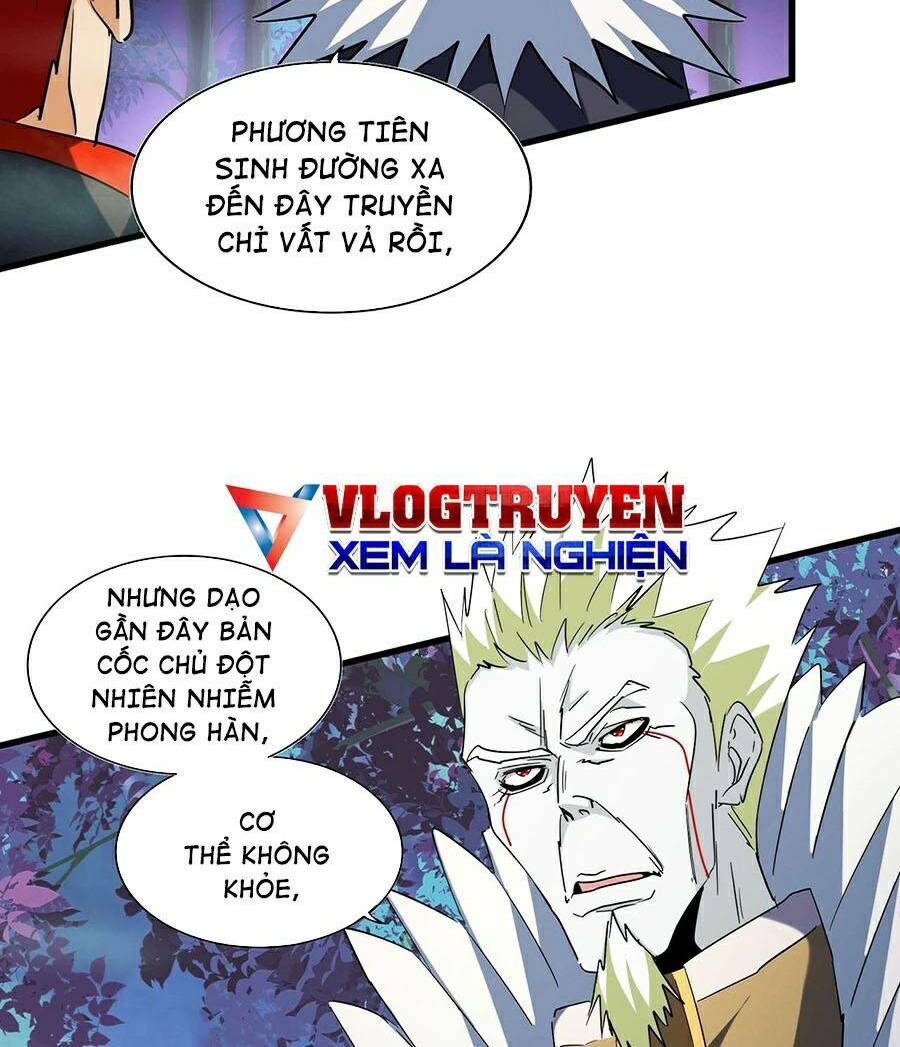 PHƯƠNG TIÊN
SINH ĐƯỜNG XA
ĐẾN ĐÂY TRUYỀN
CHỈ VẤT VẢ RỒI,
VLOGTRUYEN
XEM LÀ NGHIỆN
NHƯNG DẠO
GẦN ĐÂY BẢN
CỐC CHỦ ĐỘT
NHIÊN NHIỄM
PHONG HÀN,
CƠ
THỂ KHÔNG
KHỎE,